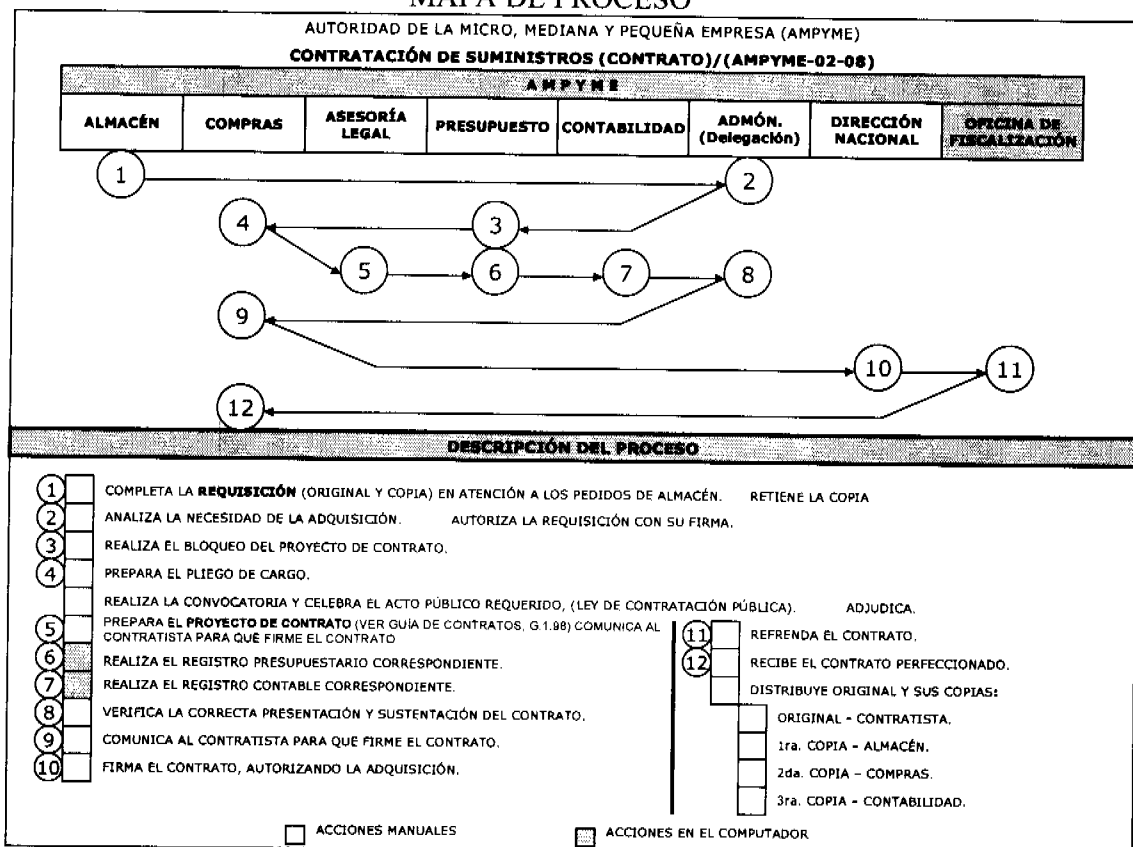 MAPA DE PROCESO
AUTORIDAD DE LA MICRO, MEDIANA Y PEQUEÑA EMPRESA (AMPYME)
CONTRATACIÓN DE SUMINISTROS (CONTRATO)/(AMPYME-02-08)
AMPYME
ALMACÉN
COMPRAS
ASESORÍA
LEGAL
PRESUPUESTO
CONTABILIDAD
ADMÓN.
(Delegación)
DIRECCIÓN
NACIONAL
OFICINA DE
FISCALIZACIÓN
1
2
4
3
5
6
7
8
9
10
11
12
DESCRIPCIÓN DEL PROCESO
1 COMPLETA LA REQUISICIÓN (ORIGINAL Y COPIA) EN ATENCIÓN A LOS PEDIDOS DE ALMACÉN. RETIENE LA COPIA
2 ANALIZA LA NECESIDAD DE LA ADQUISICIÓN. AUTORIZA LA REQUISICIÓN CON SU FIRMA.
3 REALIZA EL BLOQUEO DEL PROYECTO DE CONTRATO.
4 PREPARA EL PLIEGO DE CARGO.
REALIZA LA CONVOCATORIA Y CELEBRA EL ACTO PÚBLICO REQUERIDO, (LEY DE CONTRATACIÓN PÚBLICA). ADJUDICA.
5 PREPARA EL PROYECTO DE CONTRATO (VER GUÍA DE CONTRATOS, G.1.98) COMUNICA AL
CONTRATISTA PARA QUE FIRME EL CONTRATO
6 REALIZA EL REGISTRO PRESUPUESTARIO CORRESPONDIENTE.
7 REALIZA EL REGISTRO CONTABLE CORRESPONDIENTE.
8 VERIFICA LA CORRECTA PRESENTACIÓN Y SUSTENTACIÓN DEL CONTRATO.
9 COMUNICA AL CONTRATISTA PARA QUE FIRME EL CONTRATO.
10 FIRMA EL CONTRATO, AUTORIZANDO LA ADQUISICIÓN.
11 REFRENDA EL CONTRATO.
12 RECIBE EL CONTRATO PERFECCIONADO.
DISTRIBUYE ORIGINAL Y SUS COPIAS:
ORIGINAL - CONTRATISTA.
1ra. COPIA - ALMACÉN.
2da. COPIA - COMPRAS.
3ra. COPIA - CONTABILIDAD.
ACCIONES MANUALES
ACCIONES EN EL COMPUTADOR